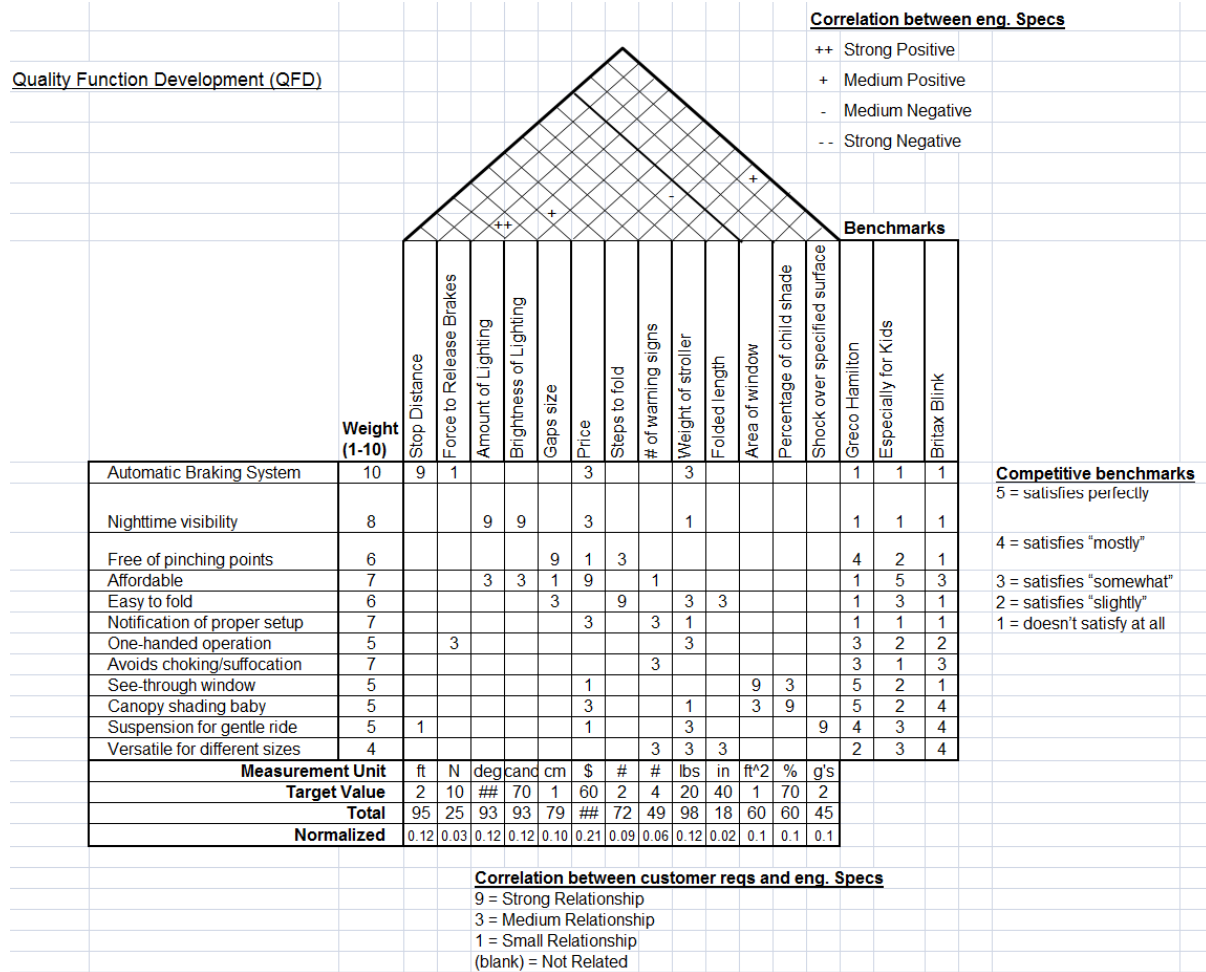 Correlation between eng. Specs
++ Strong Positive
Quality Function Development (QFD)
+ Medium Positive
- Medium Negative
- - Strong Negative
+
-
+
++
Benchmarks
Weight
(1-10)
Stop Distance
Force to Release Brakes
Amount of Lighting
Brightness of Lighting
Gaps size
Price
Steps to fold
# of warning signs
Weight of stroller
Folded length
Area of window
Percentage of child shade
Shock over specified surface
Greco Hamilton
Especially for Kids
Britax Blink
Automatic Braking System 10 9 1 3 3 1 1 1
Competitive benchmarks
5 = satisfies perfectly
Nighttime visibility 8 9 9 3 1 1 1 1
4 = satisfies “mostly”
Free of pinching points 6 9 1 3 4 2 1
Affordable 7 3 3 1 9 1 1 5 3
3 = satisfies “somewhat”
Easy to fold 6 3 9 3 3 1 3 1
2 = satisfies “slightly”
Notification of proper setup 7 3 3 1 1 1 1
1 = doesn’t satisfy at all
One-handed operation 5 3 3 3 2 2
Avoids choking/suffocation 7 3 3 1 3
See-through window 5 1 9 3 5 2 1
Canopy shading baby 5 3 1 3 9 5 2 4
Suspension for gentle ride 5 1 1 3 9 4 3 4
Versatile for different sizes 4 3 3 3 2 3 4
Measurement Unit ft N deg cand cm $ # # lbs in ft^2 % g's
Target Value 2 10 ## 70 1 60 2 4 20 40 1 70 2
Total 95 25 93 93 79 ## 72 49 98 18 60 60 45
Normalized 0.12 0.03 0.12 0.12 0.10 0.21 0.09 0.06 0.12 0.02 0.1 0.1 0.1
Correlation between customer reqs and eng. Specs
9 = Strong Relationship
3 = Medium Relationship
1 = Small Relationship
(blank) = Not Related